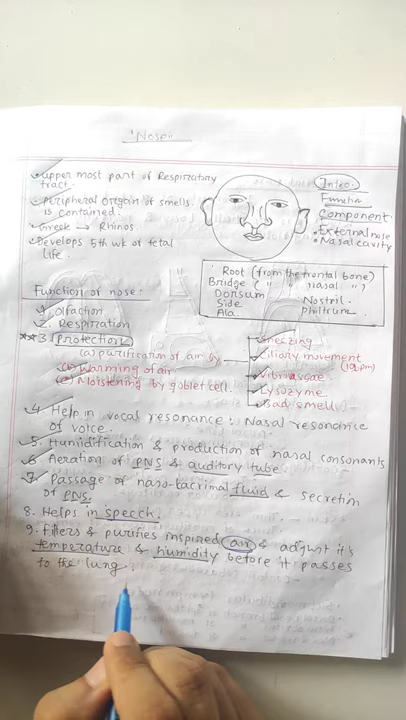 "Nose"
upper most part of Respiratory
tract.
peripheral origin of smells.
is contained.
Greek → Rhinos
Develops 5th wk of fetal
life.
Intro.
Function
Component.
• External nose
• Nasal cavity
Root (from the frontal bone)
Bridge ( " nasal " )
Dorsum
Side
Ala
Nostril.
Philtrum.
Function of nose:
1. Olfaction
2. Respiration
** 3. protection
(a) purification of air by
(b) warming of air
(c) Moistening by goblet cell.
Sneezing
Ciliary movement
Vibrissae
Lysozyme
Bad smell
4. Help in vocal resonance: Nasal resonance
of voice.
5. Humidification & production of nasal consonants
6. Aeration of PNS & auditory tube.
7. Passage of naso-lacrimal fluid & secretin
of PNS.
8. Helps in speech.
9. Filters & purifies inspired air & adjust it's
temperature & humidity before it passes
to the lung.